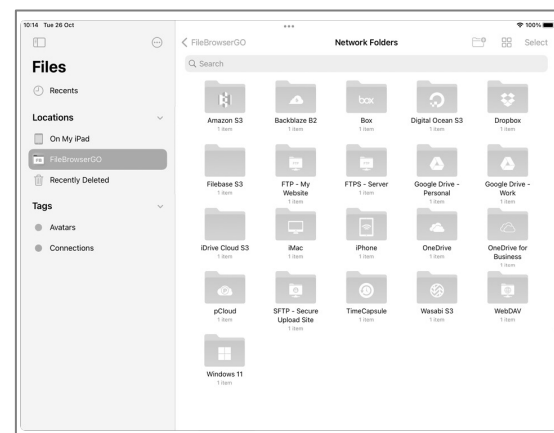 10:14 Tue 26 Oct
100%
Files
Recents
Locations
On My iPad
FileBrowserGO
Recently Deleted
Tags
Avatars
Connections
FileBrowserGO
Network Folders
Select
Search
box
Amazon S3
Backblaze B2
Box
Digital Ocean S3
Dropbox
1 item
1 item
1 item
1 item
1 item
Filebase S3
FTP - My
Website
FTPS - Server
Google Drive -
Personal
Google Drive -
Work
1 item
1 item
1 item
1 item
1 item
iDrive Cloud S3
iMac
iPhone
OneDrive
OneDrive for
Business
1 item
1 item
1 item
1 item
1 item
pCloud
SFTP - Secure
Upload Site
TimeCapsule
Wasabi S3
WebDAV
1 item
1 item
1 item
1 item
1 item
Windows 11
1 item